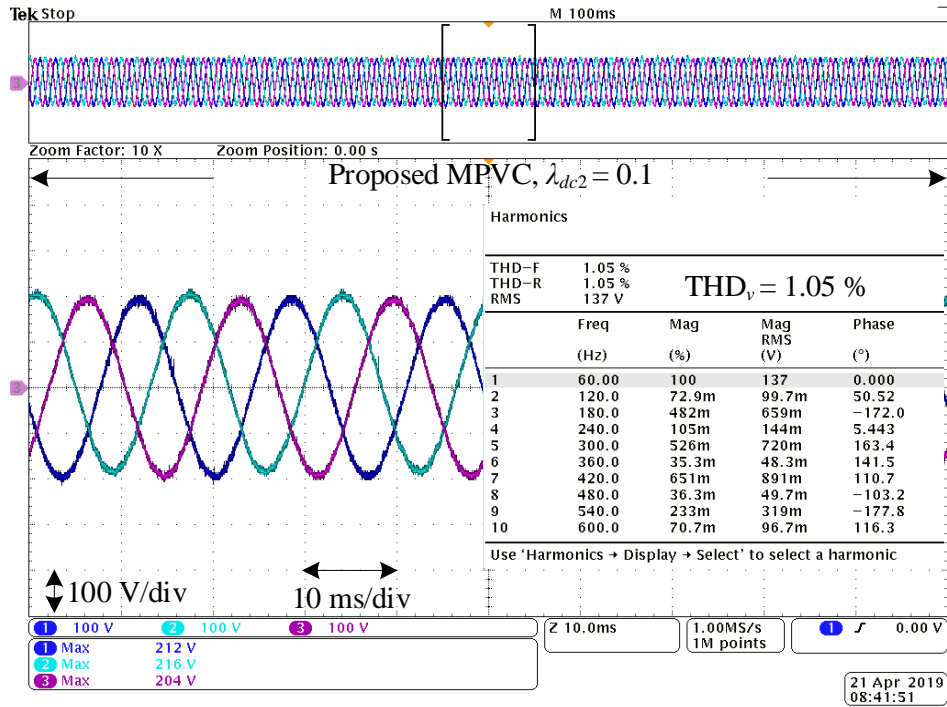 Tek Stop M 100ms
3
Zoom Factor: 10 X Zoom Position: 0.00 s
Proposed MPVC, λdc2 = 0.1
Harmonics
THD-F 1.05 %
THD-R 1.05 %
RMS 137 V
THDv = 1.05 %
Freq Mag Mag RMS Phase
(Hz) (%) (V) (°)
1 60.00 100 137 0.000
2 120.0 72.9m 99.7m 50.52
3 180.0 482m 659m −172.0
4 240.0 105m 144m 5.443
5 300.0 526m 720m 163.4
6 360.0 35.3m 48.3m 141.5
7 420.0 651m 891m 110.7
8 480.0 36.3m 49.7m −103.2
9 540.0 233m 319m −177.8
10 600.0 70.7m 96.7m 116.3
Use 'Harmonics → Display → Select' to select a harmonic
3
100 V/div 10 ms/div
1 100 V 2 100 V 3 100 V Z 10.0ms 1.00MS/s 1 ∫ 0.00 V
1M points
1 Max 212 V
2 Max 216 V
3 Max 204 V
21 Apr 2019
08:41:51